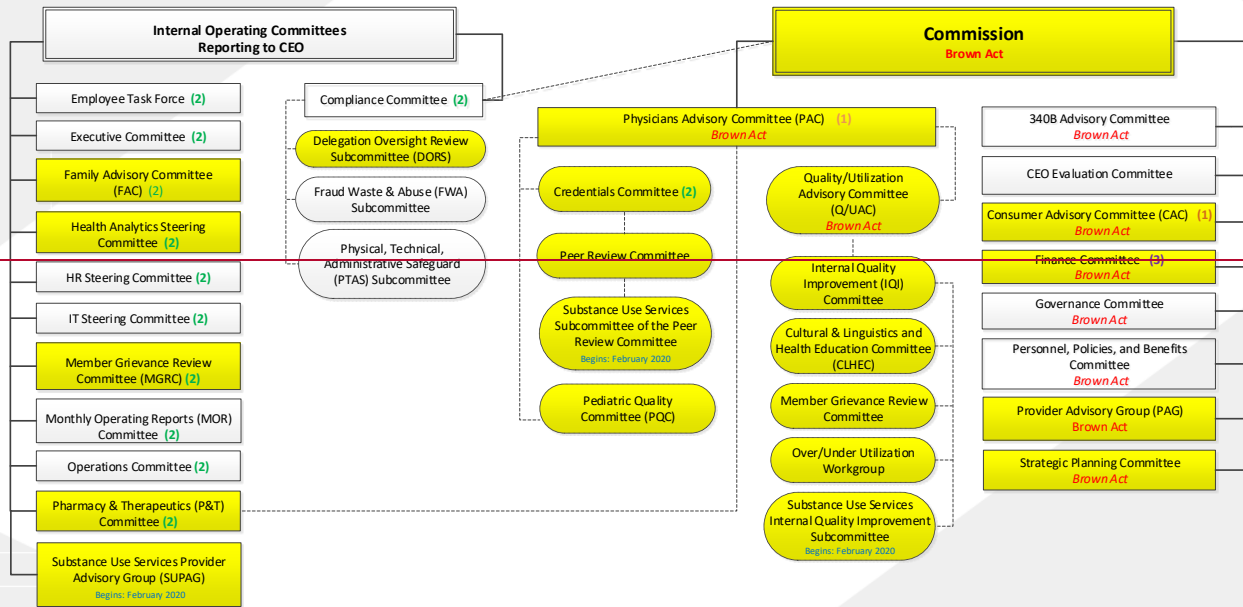 Internal Operating Committees
Reporting to CEO
Employee Task Force (2)
Executive Committee (2)
Family Advisory Committee
(FAC) (2)
Health Analytics Steering
Committee (2)
HR Steering Committee (2)
IT Steering Committee (2)
Member Grievance Review
Committee (MGRC) (2)
Monthly Operating Reports (MOR)
Committee (2)
Operations Committee (2)
Pharmacy & Therapeutics (P&T)
Committee (2)
Substance Use Services Provider
Advisory Group (SUPAG)
Begins: February 2020
Compliance Committee (2)
Delegation Oversight Review
Subcommittee (DORS)
Fraud Waste & Abuse (FWA)
Subcommittee
Physical, Technical,
Administrative Safeguard
(PTAS) Subcommittee
Commission
Brown Act
Physicians Advisory Committee (PAC) (1)
Brown Act
Credentials Committee (2)
Peer Review Committee
Substance Use Services
Subcommittee of the Peer
Review Committee
Begins: February 2020
Pediatric Quality
Committee (PQC)
Quality/Utilization
Advisory Committee
(Q/UAC)
Brown Act
Internal Quality
Improvement (IQI)
Committee
Cultural & Linguistics and
Health Education Committee
(CLHEC)
Member Grievance Review
Committee
Over/Under Utilization
Workgroup
Substance Use Services
Internal Quality Improvement
Subcommittee
Begins: February 2020
340B Advisory Committee
Brown Act
CEO Evaluation Committee
Consumer Advisory Committee (CAC) (1)
Brown Act
Finance Committee (3)
Brown Act
Governance Committee
Brown Act
Personnel, Policies, and Benefits
Committee
Brown Act
Provider Advisory Group (PAG)
Brown Act
Strategic Planning Committee
Brown Act